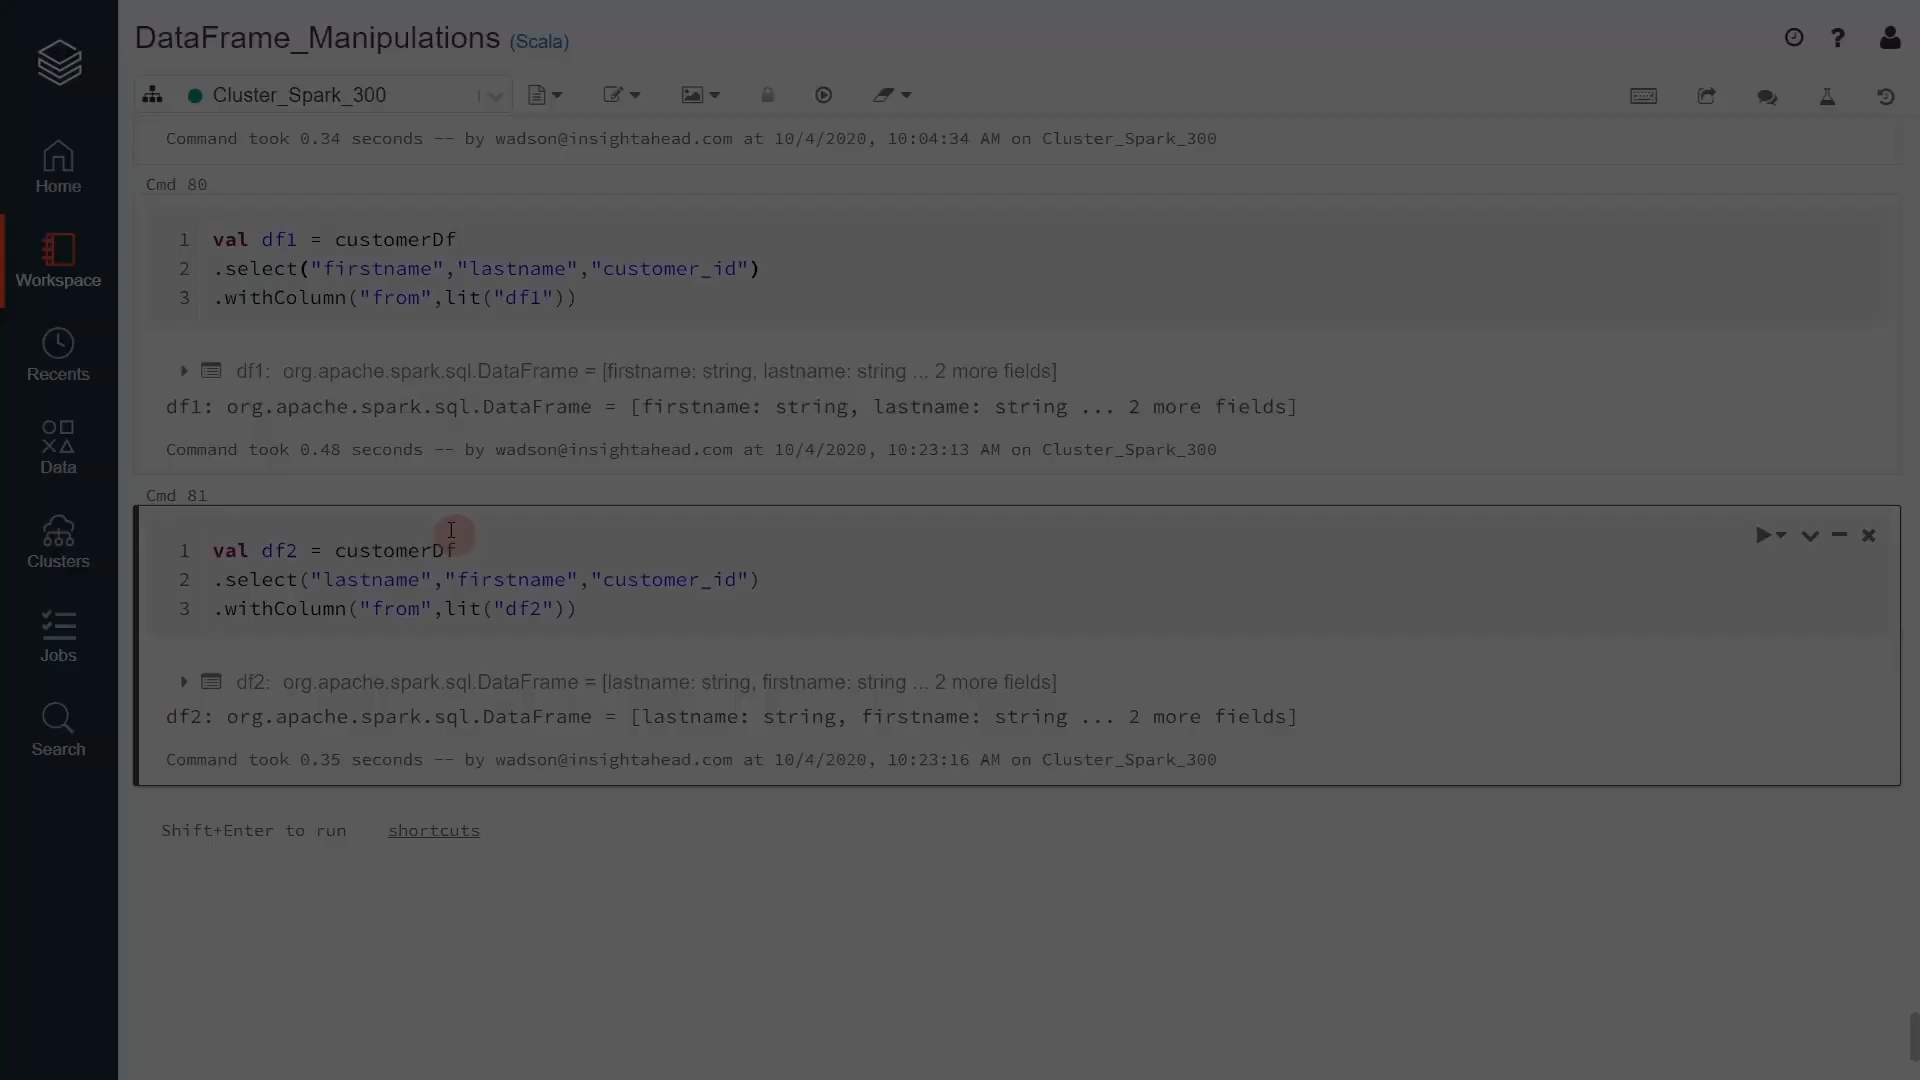 DataFrame_Manipulations (Scala)
Cluster_Spark_300
Home
Workspace
Recents
Data
Clusters
Jobs
Search
Command took 0.34 seconds -- by wadson@insightahead.com at 10/4/2020, 10:04:34 AM on Cluster_Spark_300
Cmd 80
1 val df1 = customerDf
2 .select("firstname","lastname","customer_id")
3 .withColumn("from",lit("df1"))
df1: org.apache.spark.sql.DataFrame = [firstname: string, lastname: string ... 2 more fields]
df1: org.apache.spark.sql.DataFrame = [firstname: string, lastname: string ... 2 more fields]
Command took 0.48 seconds -- by wadson@insightahead.com at 10/4/2020, 10:23:13 AM on Cluster_Spark_300
Cmd 81
1 val df2 = customerDf
2 .select("lastname","firstname","customer_id")
3 .withColumn("from",lit("df2"))
df2: org.apache.spark.sql.DataFrame = [lastname: string, firstname: string ... 2 more fields]
df2: org.apache.spark.sql.DataFrame = [lastname: string, firstname: string ... 2 more fields]
Command took 0.35 seconds -- by wadson@insightahead.com at 10/4/2020, 10:23:16 AM on Cluster_Spark_300
Shift+Enter to run shortcuts